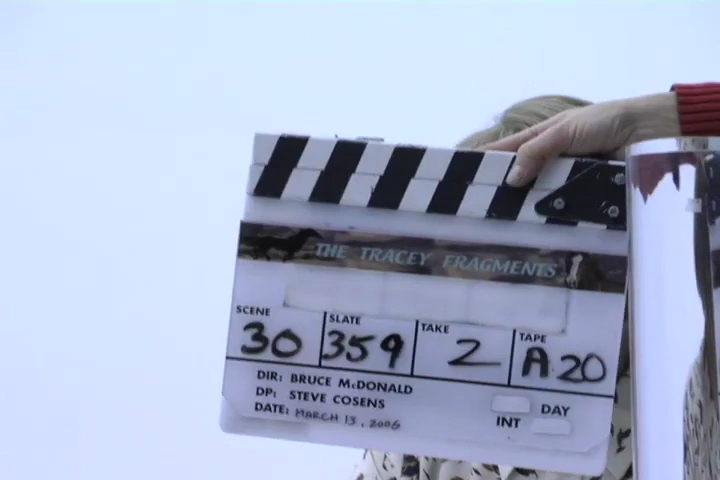 THE TRACEY FRAGMENTS
SCENE SLATE TAKE TAPE
30 359 2 A20
DIR: BRUCE McDONALD
DP: STEVE COSENS
DATE: MARCH 13, 2006
DAY
INT